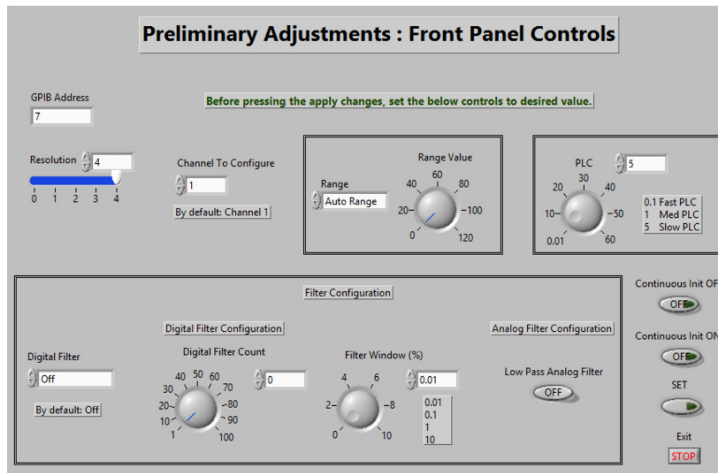 Preliminary Adjustments : Front Panel Controls
GPIB Address
7
Before pressing the apply changes, set the below controls to desired value.
Resolution
4
0 1 2 3 4
Channel To Configure
1
By default: Channel 1
Range
Auto Range
Range Value
0 20 40 60 80 100 120
PLC
5
0.01 10 20 30 40 50 60
0.1 Fast PLC
1 Med PLC
5 Slow PLC
Filter Configuration
Digital Filter Configuration
Analog Filter Configuration
Digital Filter
Off
By default: Off
Digital Filter Count
0
1 10 20 30 40 50 60 70 80 90 100
Filter Window (%)
0.01
0 2 4 6 8 10
0.01
0.1
1
10
Low Pass Analog Filter
OFF
Continuous Init OF
OFF
Continuous Init ON
OFF
SET
Exit
STOP